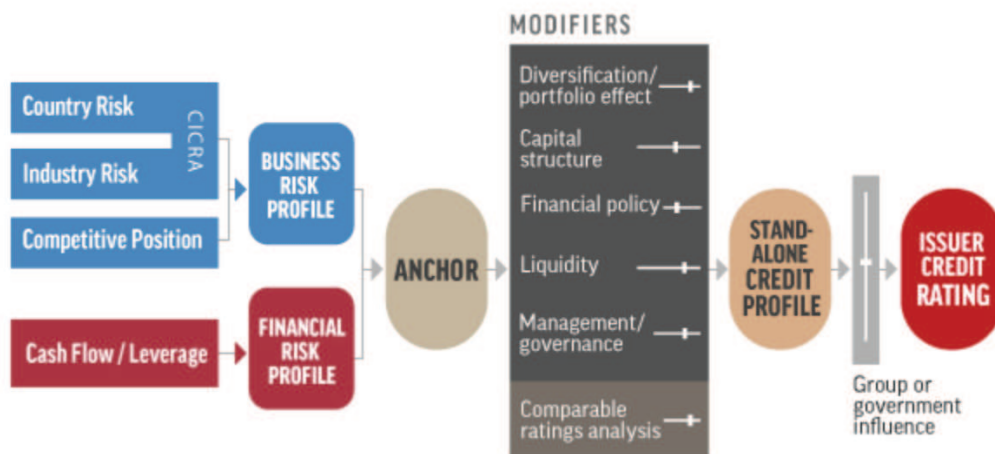 MODIFIERS
Country Risk
Industry Risk
CICRA
Competitive Position
Cash Flow / Leverage
BUSINESS
RISK
PROFILE
FINANCIAL
RISK
PROFILE
ANCHOR
Diversification/
portfolio effect
Capital
structure
Financial policy
Liquidity
Management/
governance
Comparable
ratings analysis
STAND-
ALONE
CREDIT
PROFILE
Group or
government
influence
ISSUER
CREDIT
RATING